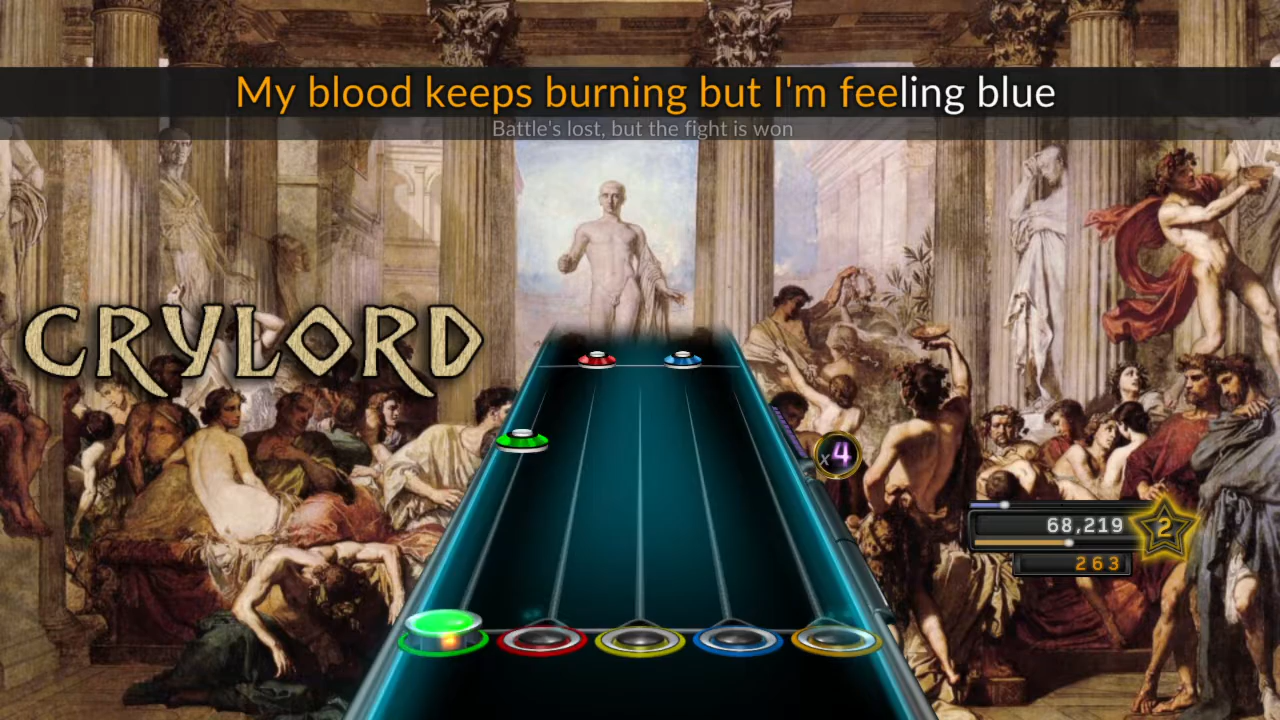 My blood keeps burning but I'm feeling blue
Battle's lost, but the fight is won
CRYLORD
x4
68,219
2
263